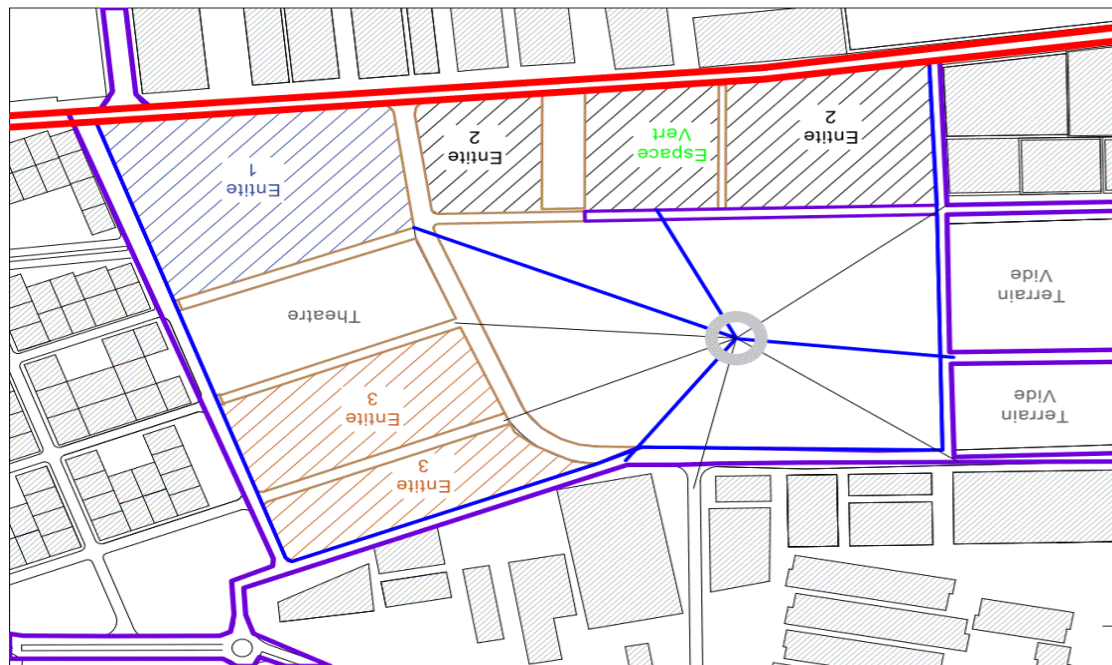 Entite
2
Entite
2
Espace
Vert
Entite
1
Terrain
Vide
Theatre
Entite
3
Terrain
Vide
Entite
3